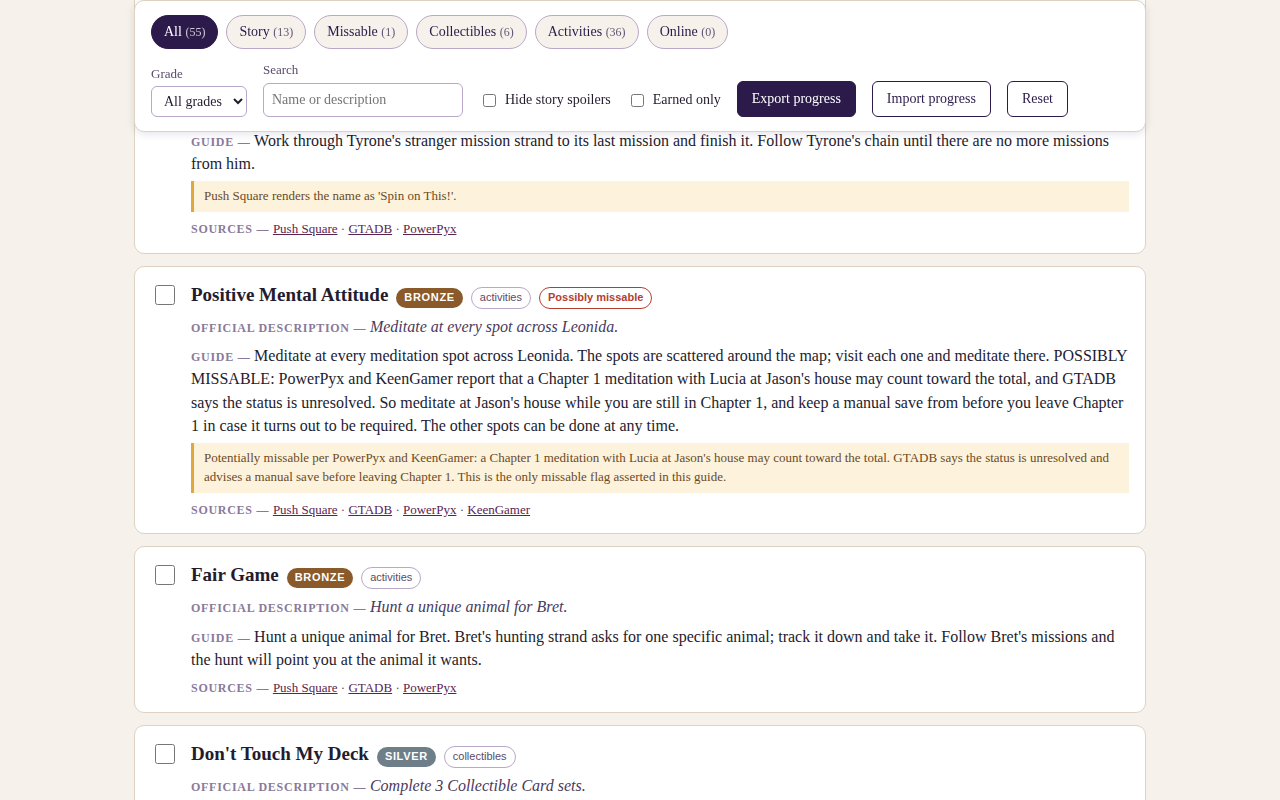 All (55)
Story (13)
Missable (1)
Collectibles (6)
Activities (36)
Online (0)
Grade
All grades
Search
Name or description
Hide story spoilers
Earned only
Export progress
Import progress
Reset
GUIDE — Work through Tyrone's stranger mission strand to its last mission and finish it. Follow Tyrone's chain until there are no more missions
from him.
Push Square renders the name as 'Spin on This!'.
SOURCES — Push Square · GTADB · PowerPyx
Positive Mental Attitude BRONZE activities Possibly missable
OFFICIAL DESCRIPTION — Meditate at every spot across Leonida.
GUIDE — Meditate at every meditation spot across Leonida. The spots are scattered around the map; visit each one and meditate there. POSSIBLY
MISSABLE: PowerPyx and KeenGamer report that a Chapter 1 meditation with Lucia at Jason's house may count toward the total, and GTADB
says the status is unresolved. So meditate at Jason's house while you are still in Chapter 1, and keep a manual save from before you leave Chapter
1 in case it turns out to be required. The other spots can be done at any time.
Potentially missable per PowerPyx and KeenGamer: a Chapter 1 meditation with Lucia at Jason's house may count toward the total. GTADB says the status is unresolved and
advises a manual save before leaving Chapter 1. This is the only missable flag asserted in this guide.
SOURCES — Push Square · GTADB · PowerPyx · KeenGamer
Fair Game BRONZE activities
OFFICIAL DESCRIPTION — Hunt a unique animal for Bret.
GUIDE — Hunt a unique animal for Bret. Bret's hunting strand asks for one specific animal; track it down and take it. Follow Bret's missions and
the hunt will point you at the animal it wants.
SOURCES — Push Square · GTADB · PowerPyx
Don't Touch My Deck SILVER collectibles
OFFICIAL DESCRIPTION — Complete 3 Collectible Card sets.